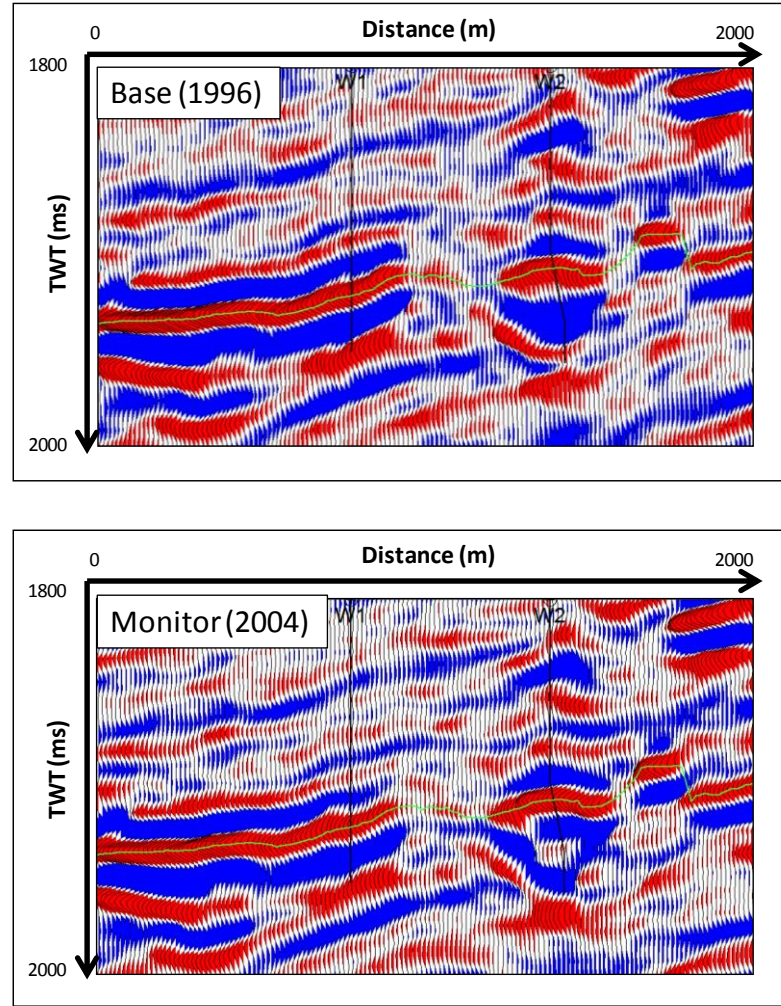 Distance (m)
0
2000
1800
Base (1996)
W1
W2
TWT (ms)
2000
Distance (m)
0
2000
1800
Monitor (2004)
W1
W2
TWT (ms)
2000